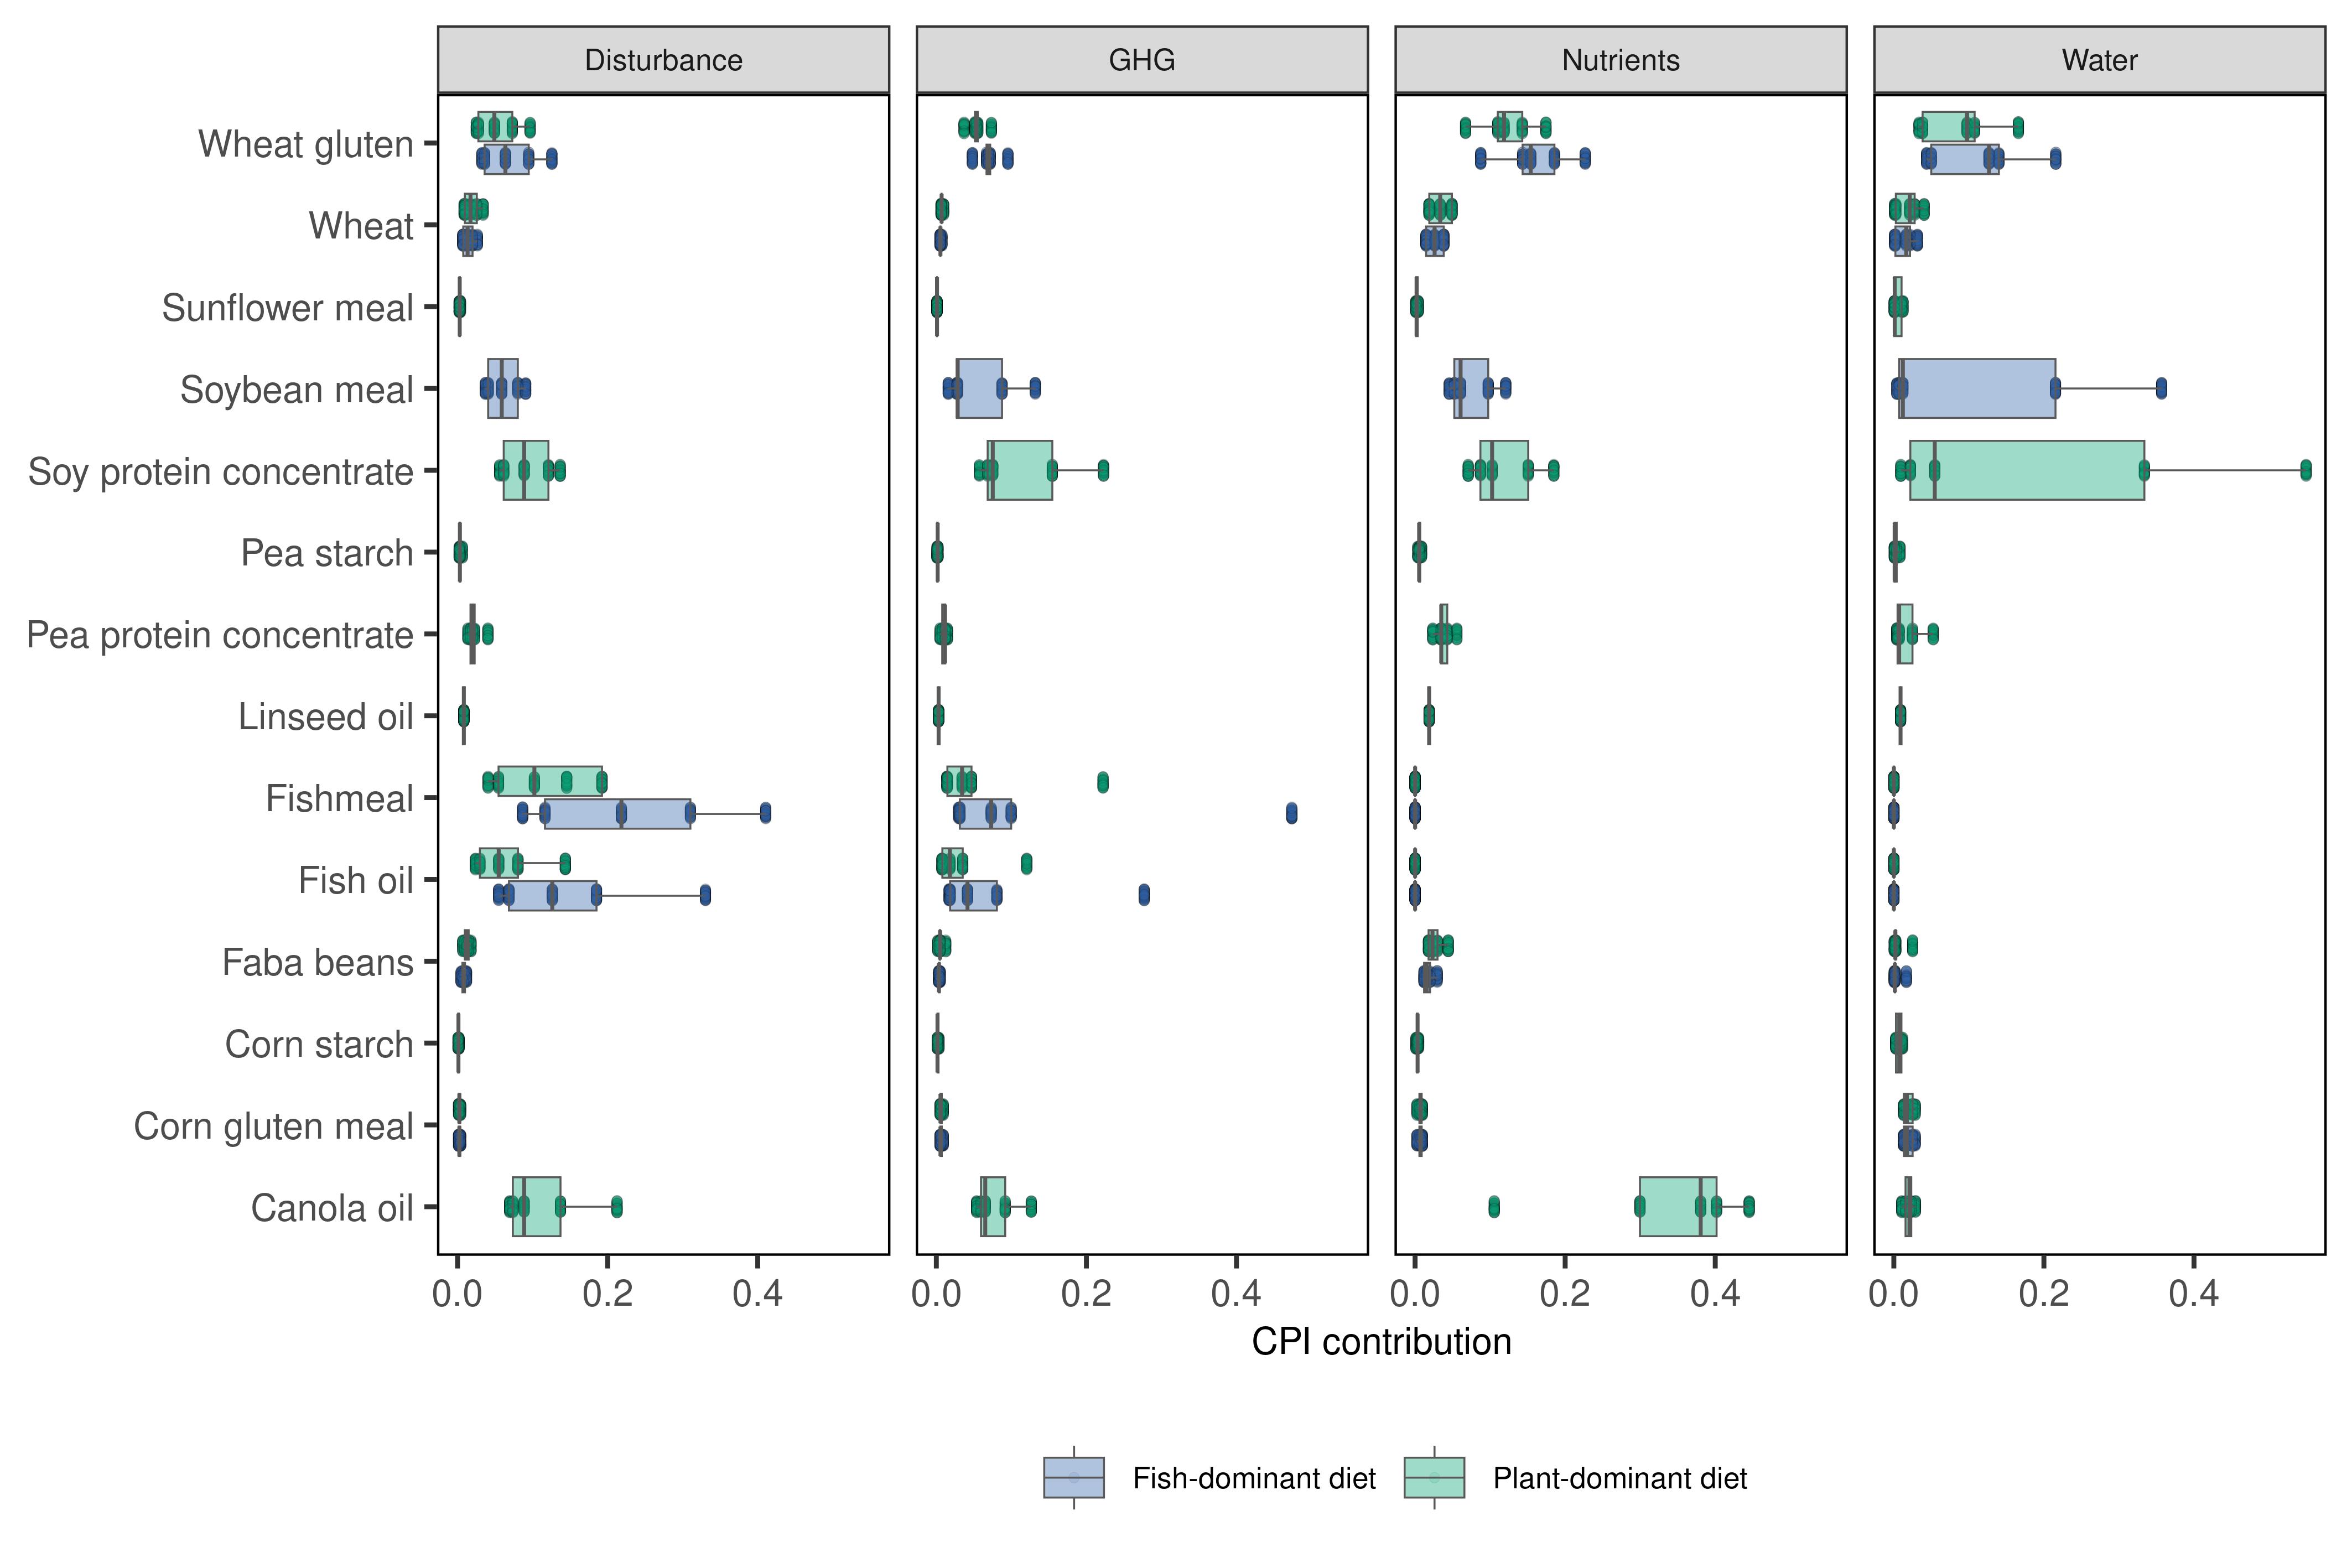 Disturbance GHG Nutrients Water
Wheat gluten
Wheat
Sunflower meal
Soybean meal
Soy protein concentrate
Pea starch
Pea protein concentrate
Linseed oil
Fishmeal
Fish oil
Faba beans
Corn starch
Corn gluten meal
Canola oil
0.0 0.2 0.4 0.0 0.2 0.4 0.0 0.2 0.4 0.0 0.2 0.4
CPI contribution
Fish-dominant diet Plant-dominant diet